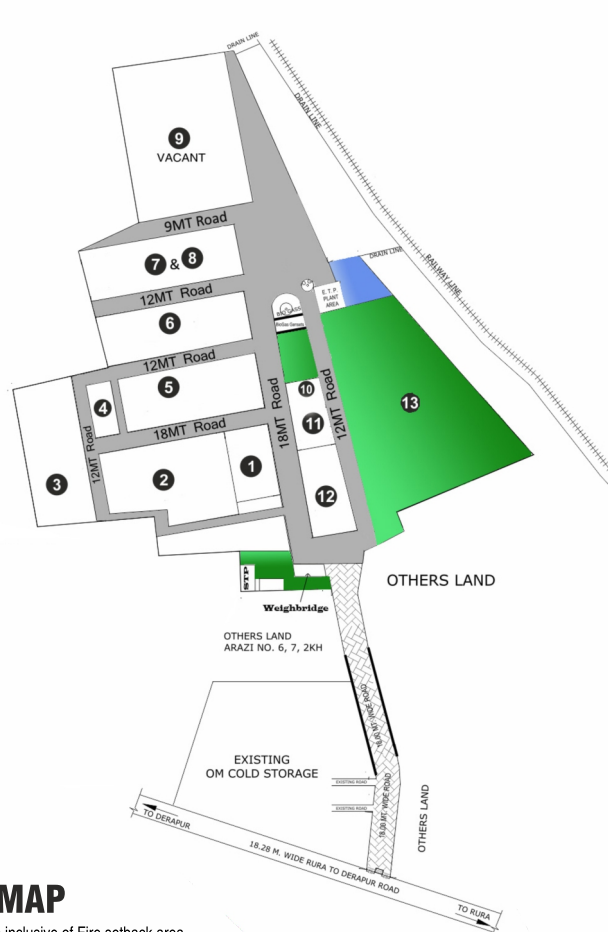 DRAIN LINE
DRAIN LINE
9
VACANT
9MT Road
DRAIN LINE
RAILWAY LINE
7 & 8
12MT Road
E. T. P.
PLANT
AREA
BIO GASS
6
12MT Road
10
5
4
18MT Road
11
13
18MT Road
12MT Road
12MT Road
1
2
3
12
STP
Weighbridge
OTHERS LAND
OTHERS LAND
ARAZI NO. 6, 7, 2KH
EXISTING
OM COLD STORAGE
EXISTING ROAD
EXISTING ROAD
18.08 MT. WIDE ROAD
OTHERS LAND
TO DERAPUR
18.28 M. WIDE RURA TO DERAPUR ROAD
TO RURA
MAP
inclusive of Fire setback area